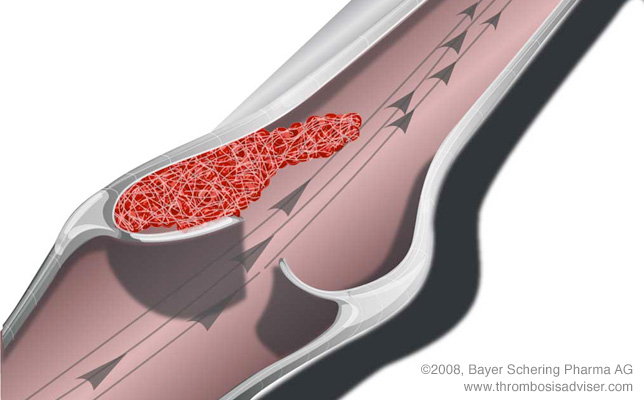 ©2008, Bayer Schering Pharma AG
www.thrombosisadviser.com